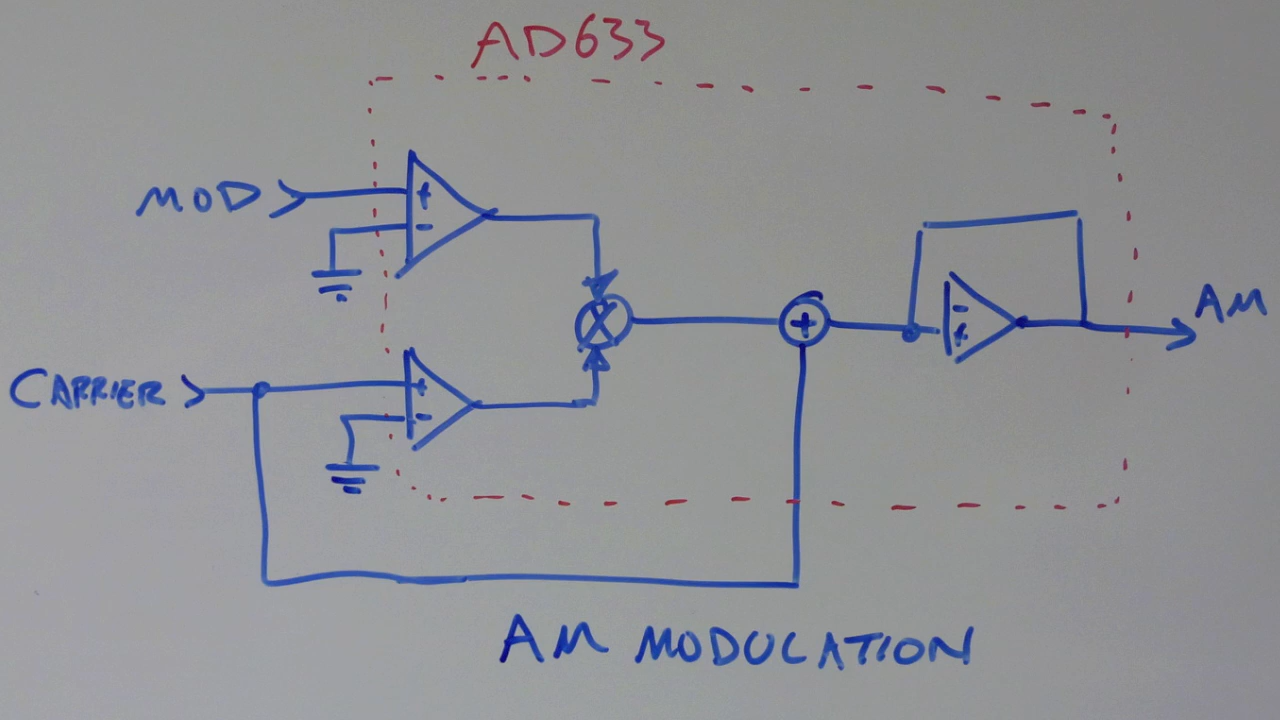 AD633
MOD
+
-
X
+
-
+
AM
CARRIER
+
-
AM MODULATION